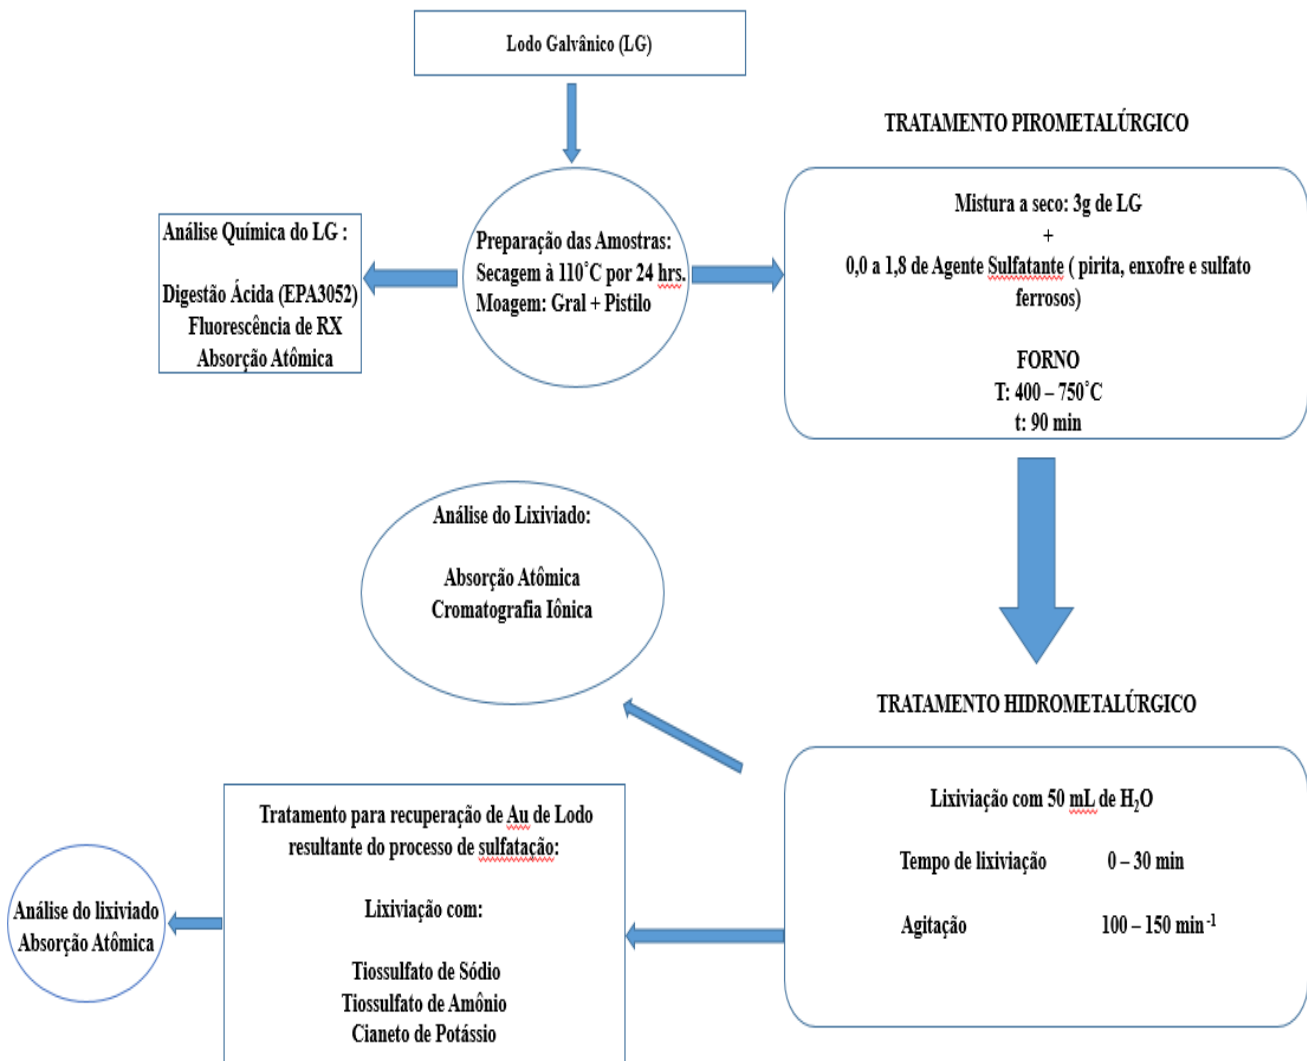 Lodo Galvânico (LG)
TRATAMENTO PIROMETALÚRGICO
Análise Química do LG :
Digestão Ácida (EPA3052)
Fluorescência de RX
Absorção Atômica
Preparação das Amostras:
Secagem à 110˚C por 24 hrs.
Moagem: Gral + Pistilo
Mistura a seco: 3g de LG
+
0,0 a 1,8 de Agente Sulfatante ( pirita, enxofre e sulfato
ferrosos)
FORNO
T: 400 – 750˚C
t: 90 min
Análise do Lixiviado:
Absorção Atômica
Cromatografia Iônica
TRATAMENTO HIDROMETALÚRGICO
Lixiviação com 50 mL de H₂O
Tempo de lixiviação 0 – 30 min
Agitação 100 – 150 min⁻¹
Tratamento para recuperação de Au de Lodo
resultante do processo de sulfatação:
Lixiviação com:
Tiossulfato de Sódio
Tiossulfato de Amônio
Cianeto de Potássio
Análise do lixiviado
Absorção Atômica